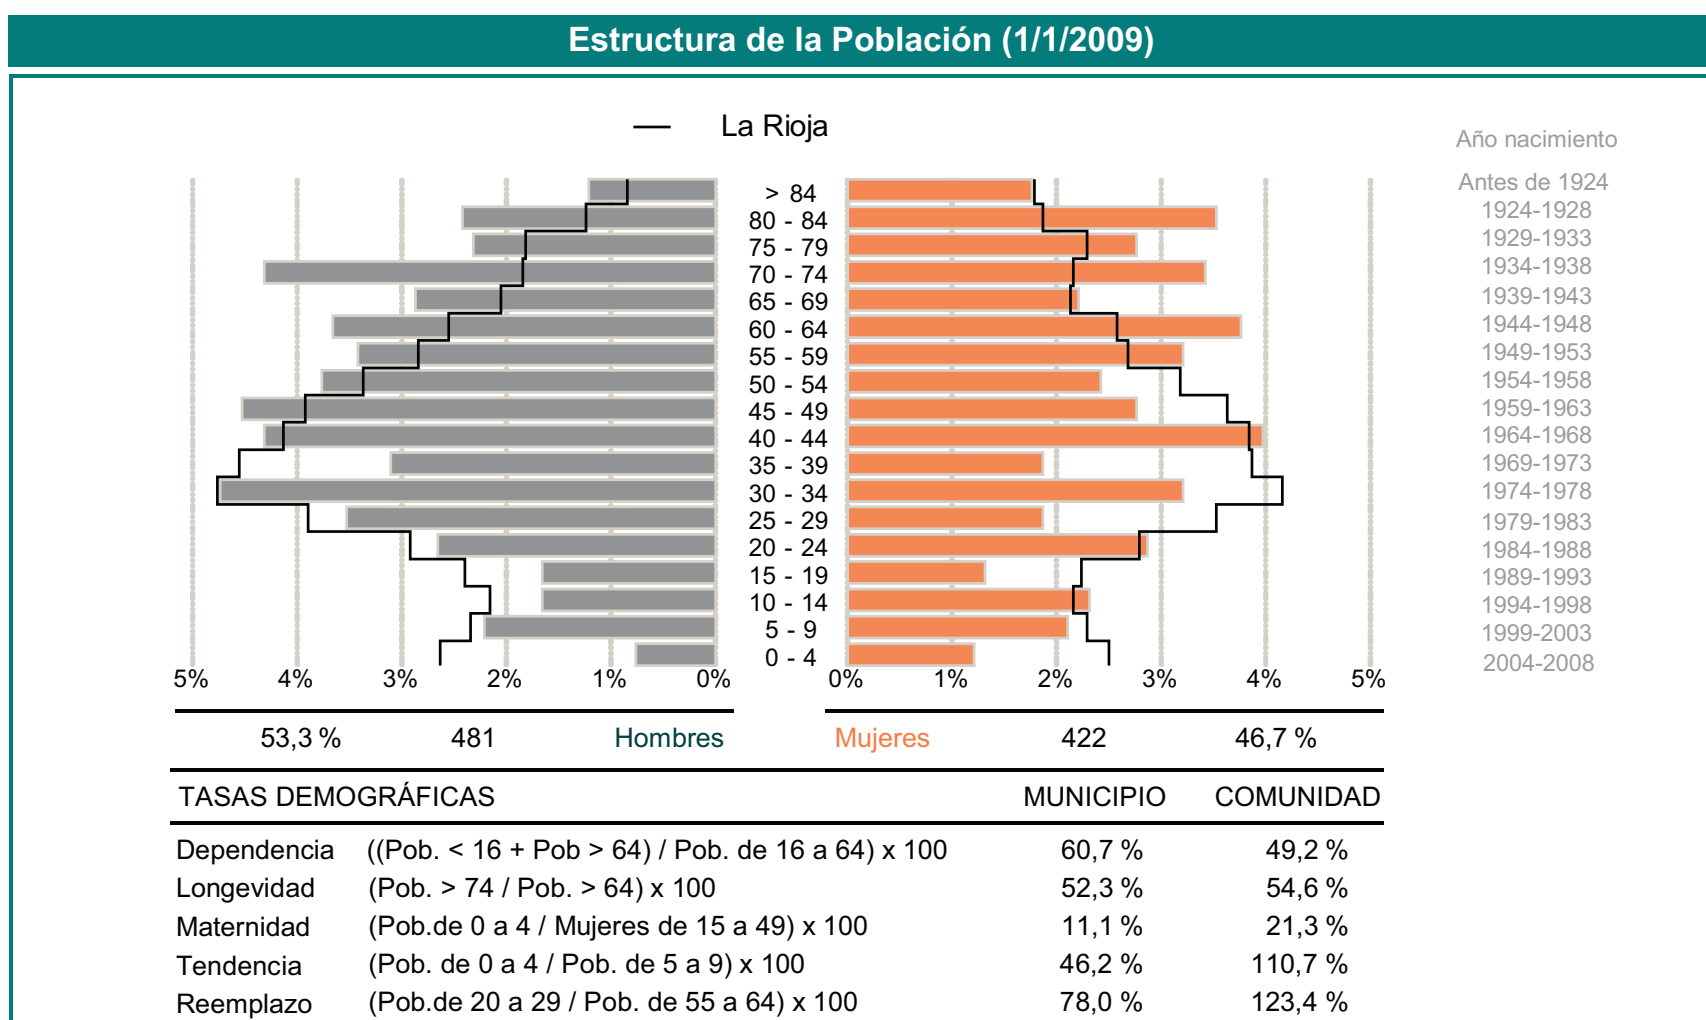 Estructura de la Población (1/1/2009)
La Rioja
Año nacimiento
> 84 Antes de 1924
80 - 84 1924-1928
75 - 79 1929-1933
70 - 74 1934-1938
65 - 69 1939-1943
60 - 64 1944-1948
55 - 59 1949-1953
50 - 54 1954-1958
45 - 49 1959-1963
40 - 44 1964-1968
35 - 39 1969-1973
30 - 34 1974-1978
25 - 29 1979-1983
20 - 24 1984-1988
15 - 19 1989-1993
10 - 14 1994-1998
5 - 9 1999-2003
0 - 4 2004-2008
5% 4% 3% 2% 1% 0% 0% 1% 2% 3% 4% 5%
53,3 % 481 Hombres Mujeres 422 46,7 %
TASAS DEMOGRÁFICAS MUNICIPIO COMUNIDAD
Dependencia ((Pob. < 16 + Pob > 64) / Pob. de 16 a 64) x 100 60,7 % 49,2 %
Longevidad (Pob. > 74 / Pob. > 64) x 100 52,3 % 54,6 %
Maternidad (Pob.de 0 a 4 / Mujeres de 15 a 49) x 100 11,1 % 21,3 %
Tendencia (Pob. de 0 a 4 / Pob. de 5 a 9) x 100 46,2 % 110,7 %
Reemplazo (Pob.de 20 a 29 / Pob. de 55 a 64) x 100 78,0 % 123,4 %